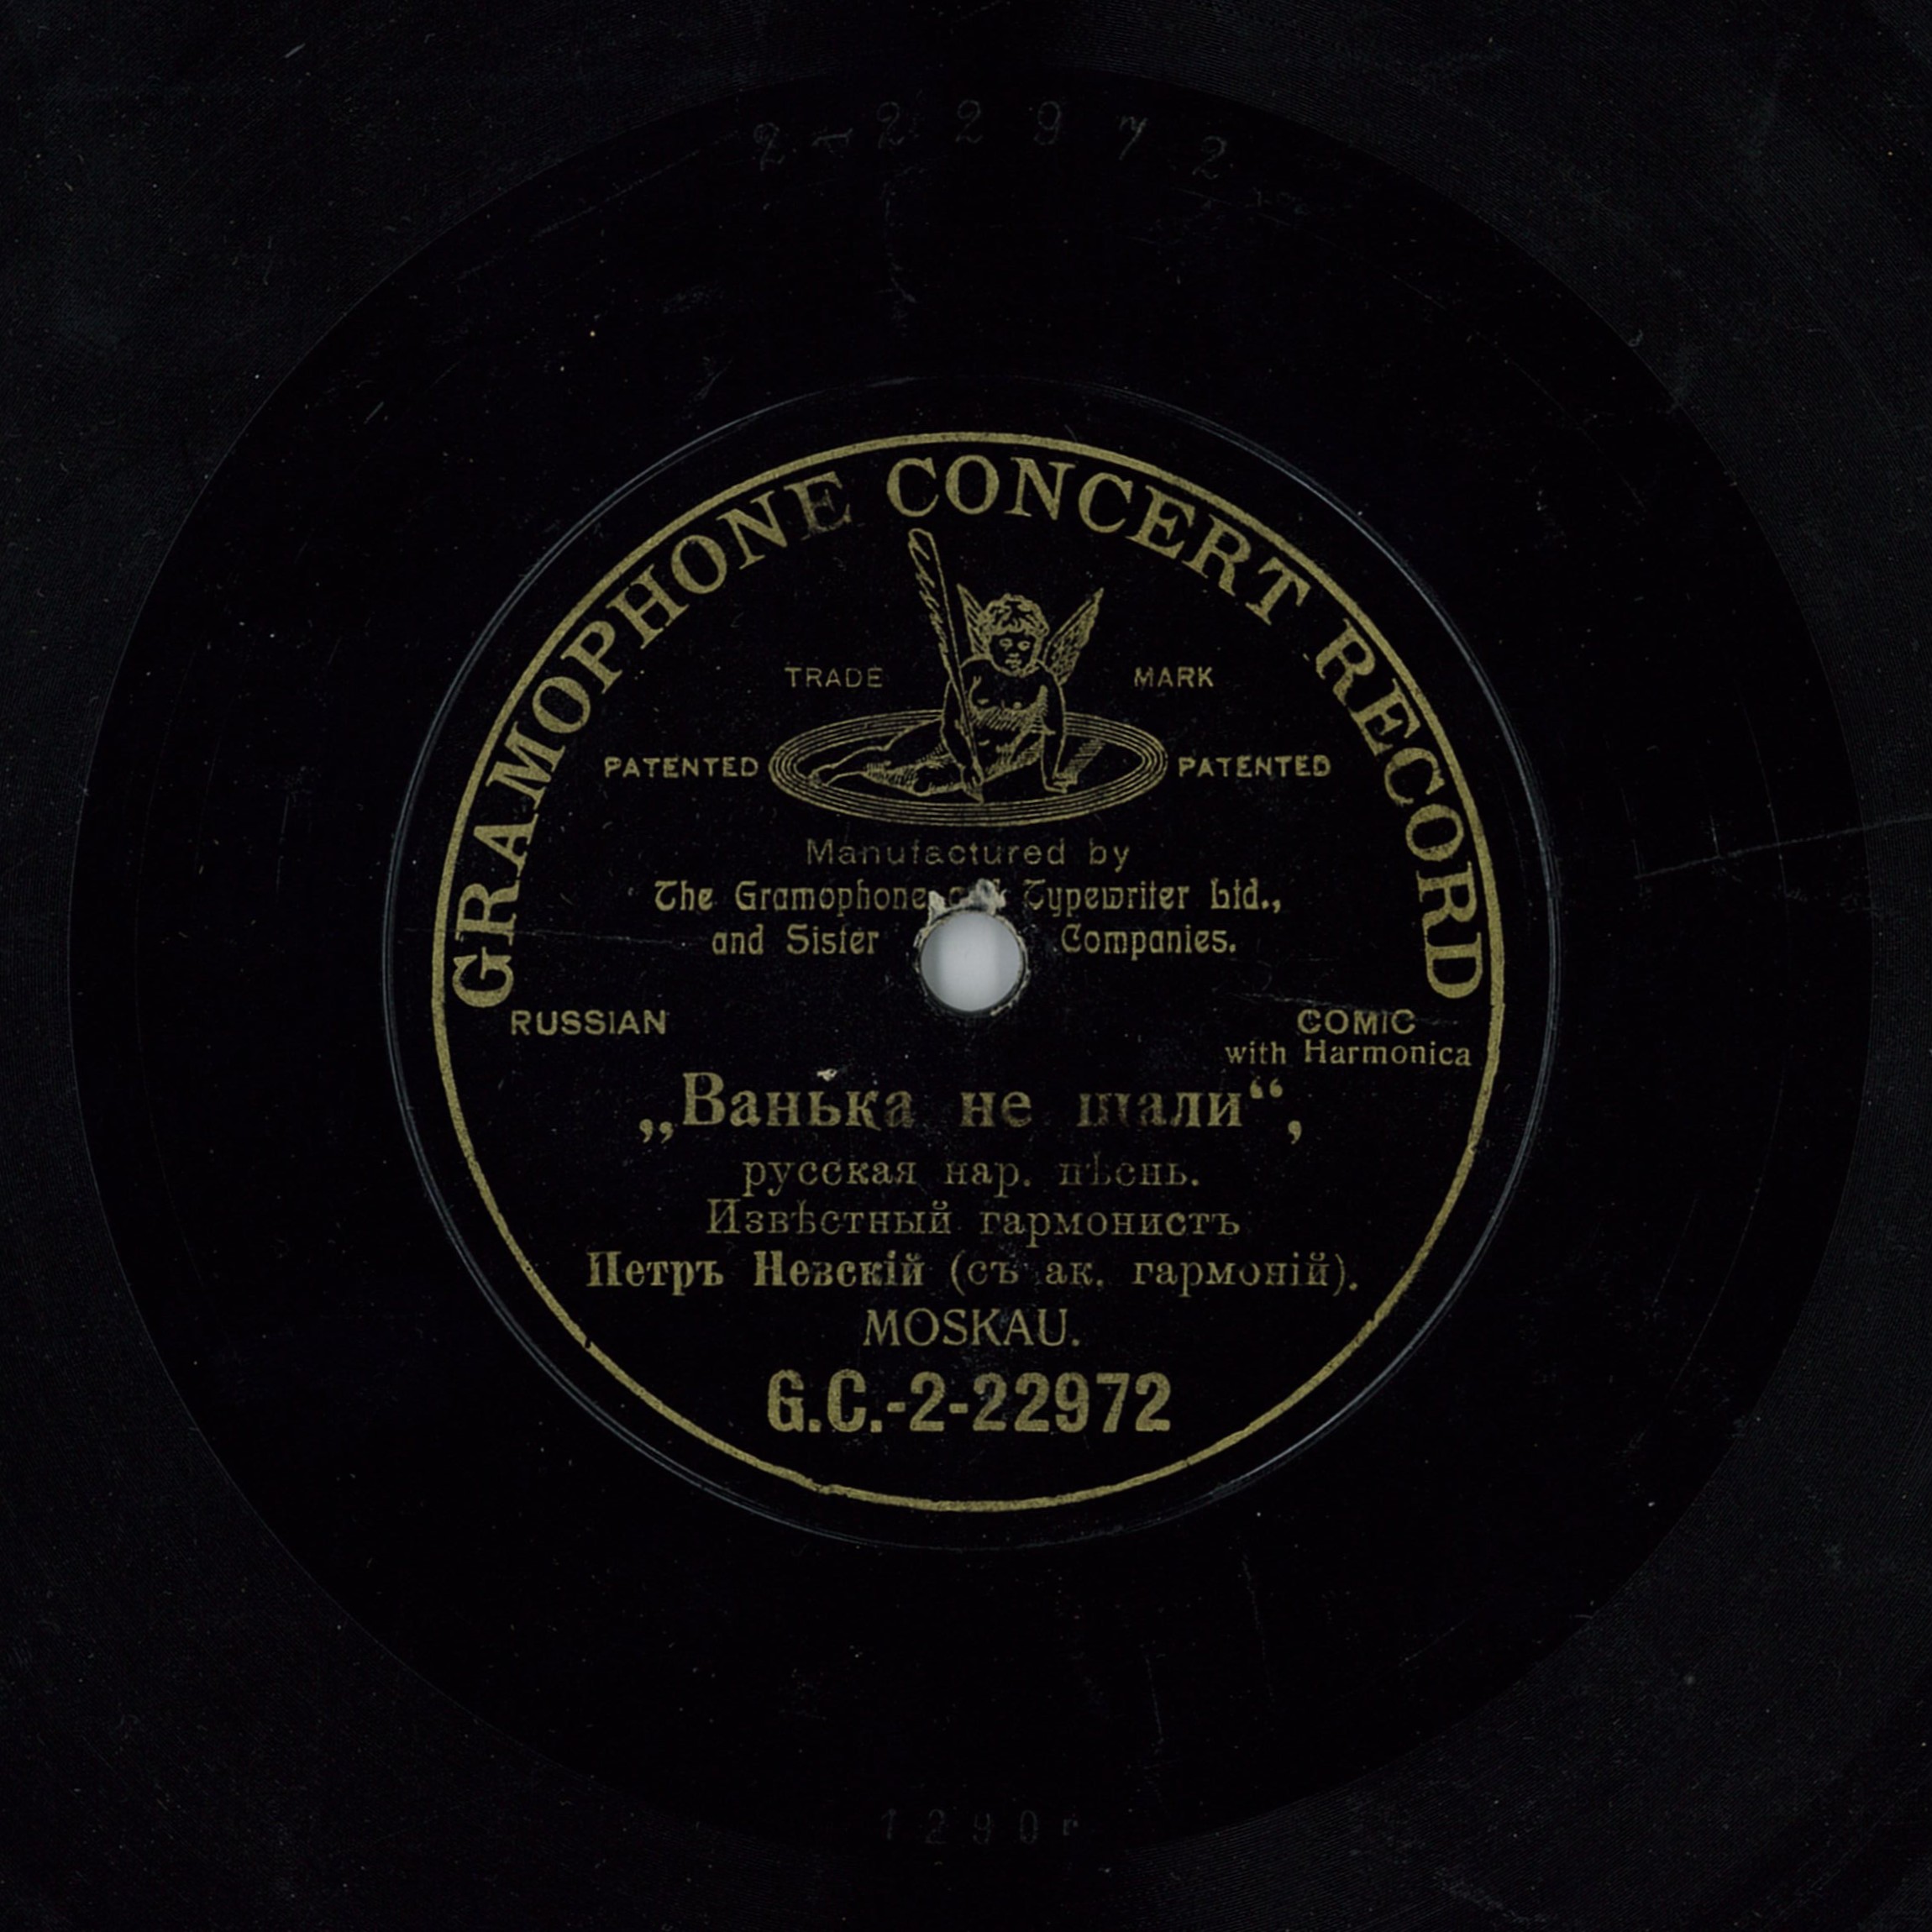 2-22972
GRAMOPHONE CONCERT RECORD
TRADE MARK
PATENTED PATENTED
Manufactured by
The Gramophone and Typewriter Ltd.,
and Sister Companies.
RUSSIAN COMIC
with Harmonica
„Ванька не шали“,
русская нар. пѣснь.
Извѣстный гармонистъ
Петръ Невскій (съ ак. гармоній).
MOSKAU.
G.C.-2-22972
1290r